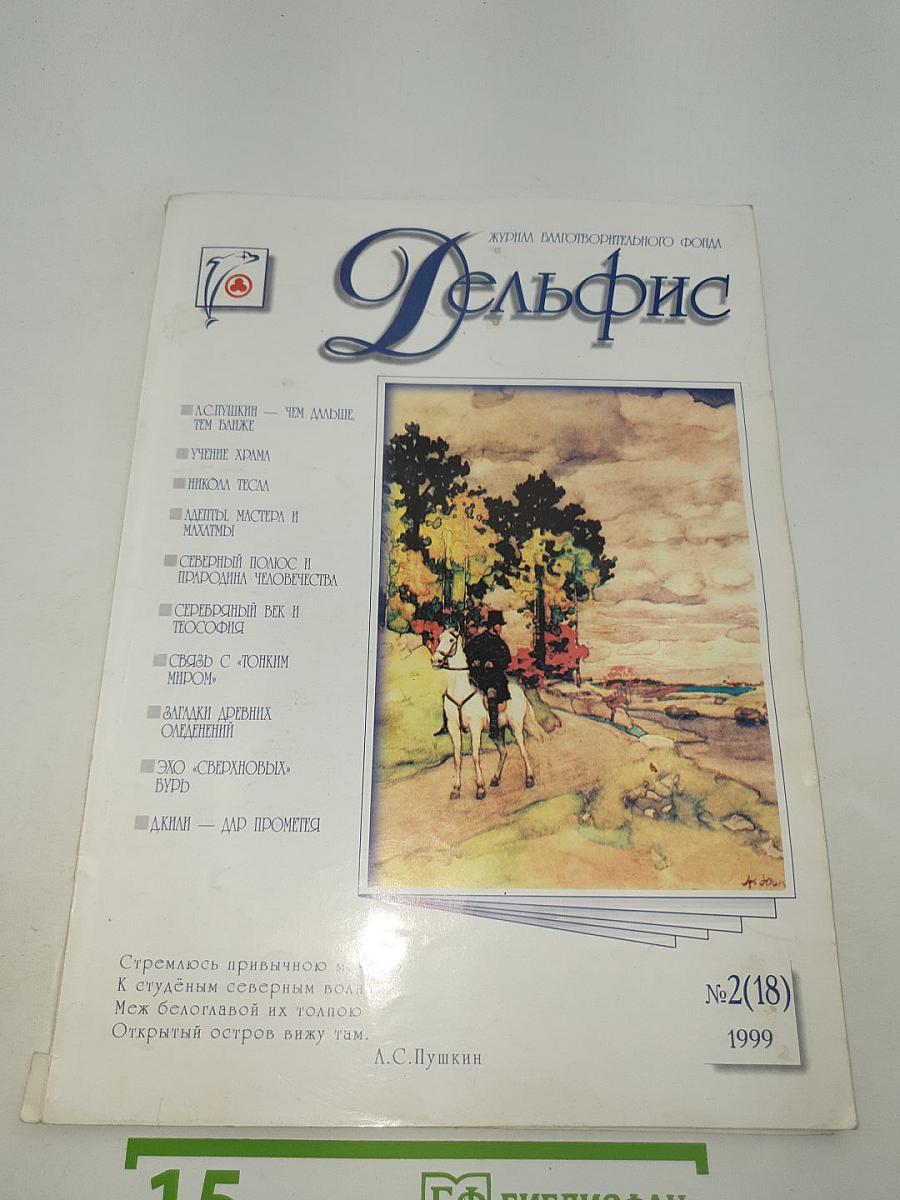 ЖУРНАЛ БЛАГОТВОРИТЕЛЬНОГО ФОНДА
Дельфис
А.С.ПУШКИН — ЧЕМ ДАЛЬШЕ,
ТЕМ БЛИЖЕ
УЧЕНИЕ ХРАМА
НИКОЛА ТЕСЛА
АДЕПТЫ, МАСТЕРА И
МАХАТМЫ
СЕВЕРНЫЙ ПОЛЮС И
ПРАРОДИНА ЧЕЛОВЕЧЕСТВА
СЕРЕБРЯНЫЙ ВЕК И
ТЕОСОФИЯ
СВЯЗЬ С «ТОНКИМ
МИРОМ»
ЗАГАДКИ ДРЕВНИХ
ОЛЕДЕНЕНИЙ
ЭХО «СВЕРХНОВЫХ»
БУРЬ
Д.КИЛИ — ДАР ПРОМЕТЕЯ
Стремлюсь привычною
К студёным северным
Меж белоглавой их толпою
Открытый остров вижу там.
А.С.Пушкин
№2(18)
1999
15
БФ